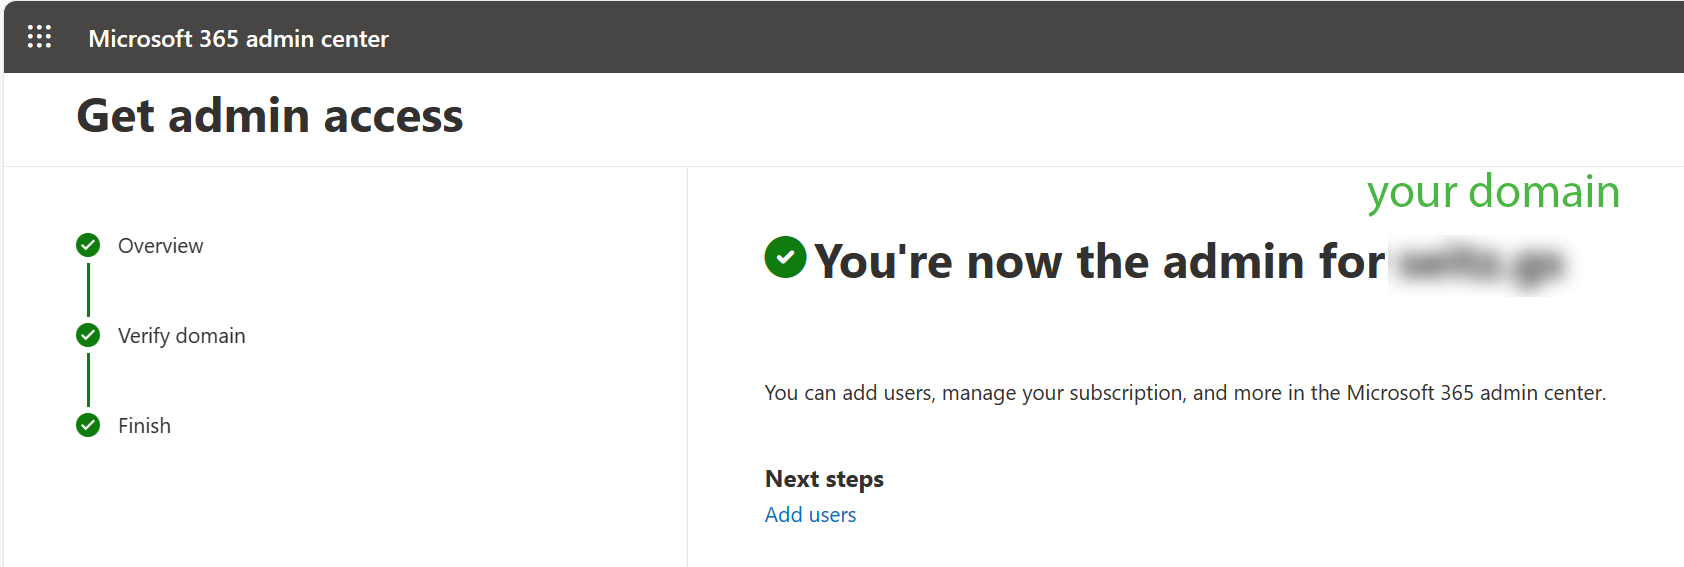 Microsoft 365 admin center
Get admin access
Overview
Verify domain
Finish
your domain
You're now the admin for
You can add users, manage your subscription, and more in the Microsoft 365 admin center.
Next steps
Add users